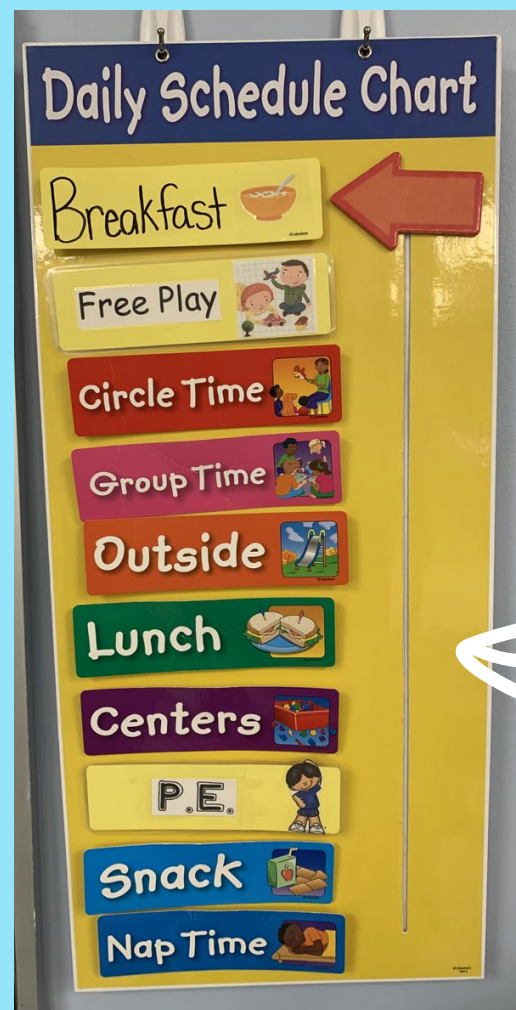 Daily Schedule Chart
Breakfast
Free Play
Circle Time
Group Time
Outside
Lunch
Centers
P.E.
Snack
Nap Time